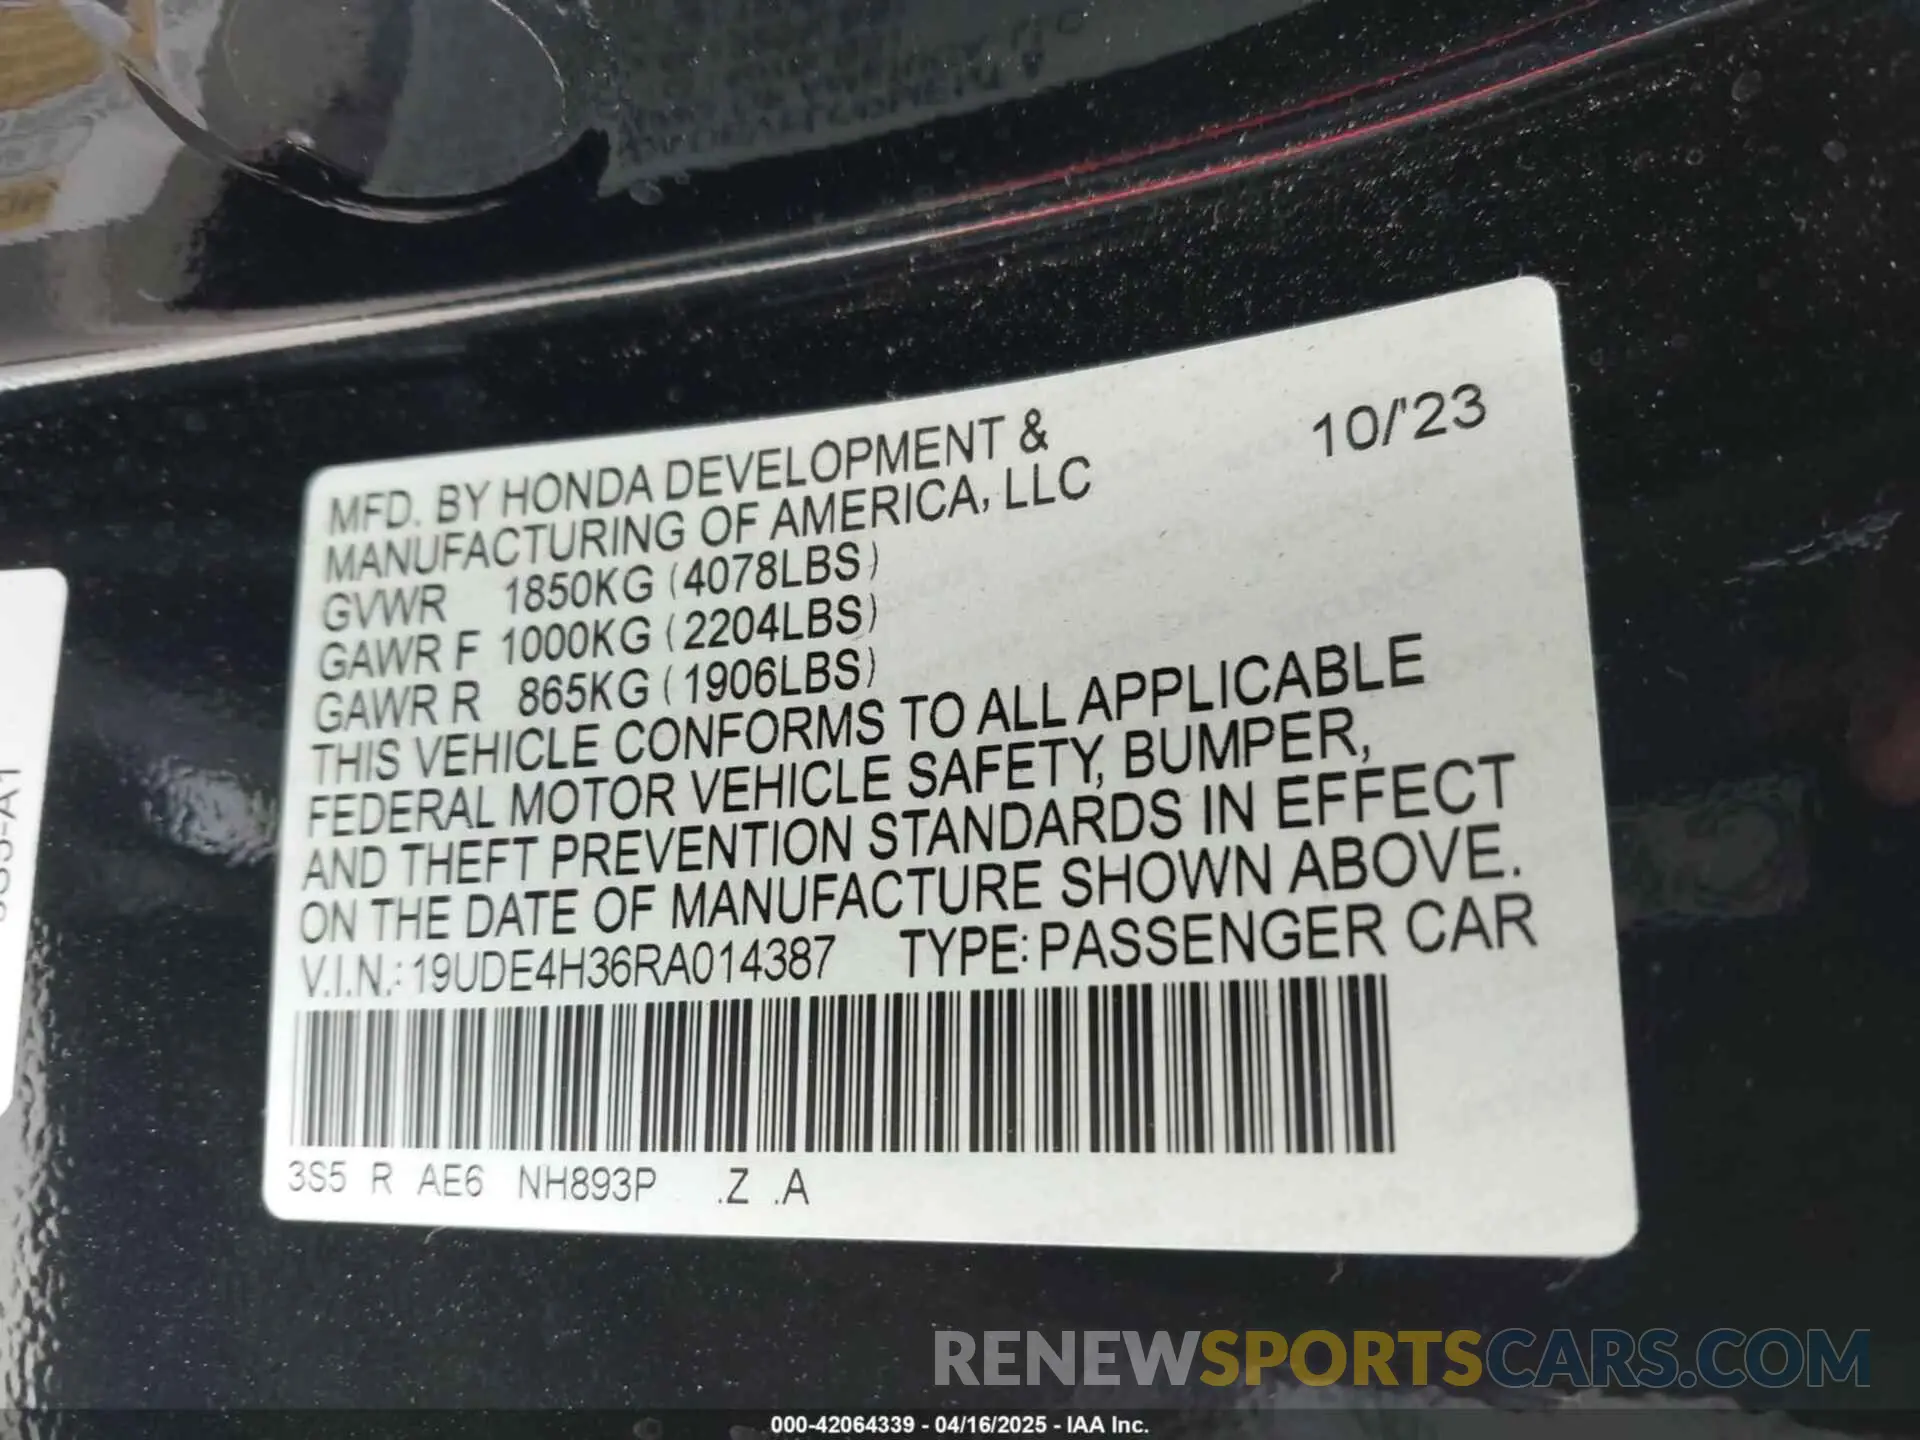 MFD. BY HONDA DEVELOPMENT &
MANUFACTURING OF AMERICA, LLC
10/'23
GVWR 1850KG (4078LBS)
GAWR F 1000KG (2204LBS)
GAWR R 865KG (1906LBS)
THIS VEHICLE CONFORMS TO ALL APPLICABLE
FEDERAL MOTOR VEHICLE SAFETY, BUMPER,
AND THEFT PREVENTION STANDARDS IN EFFECT
ON THE DATE OF MANUFACTURE SHOWN ABOVE.
V.I.N.: 19UDE4H36RA014387 TYPE: PASSENGER CAR
3S5 R AE6 NH893P .Z .A
RENEWSPORTSCARS.COM
000-42064339 - 04/16/2025 - IAA Inc.